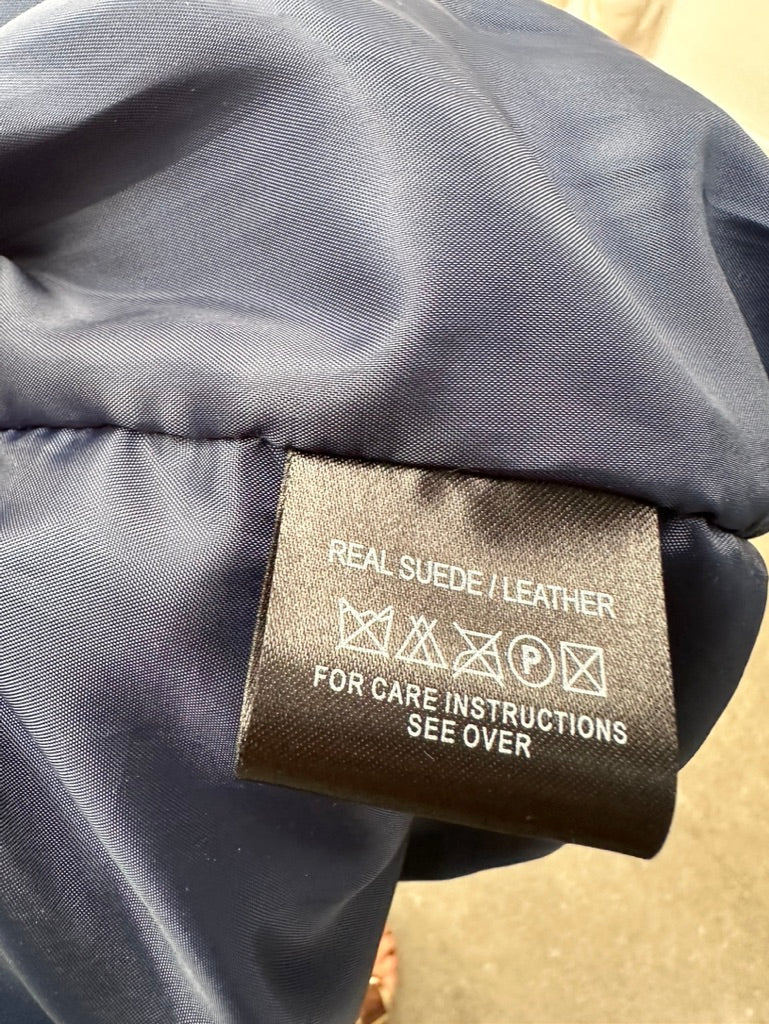 REAL SUEDE / LEATHER
P
FOR CARE INSTRUCTIONS
SEE OVER